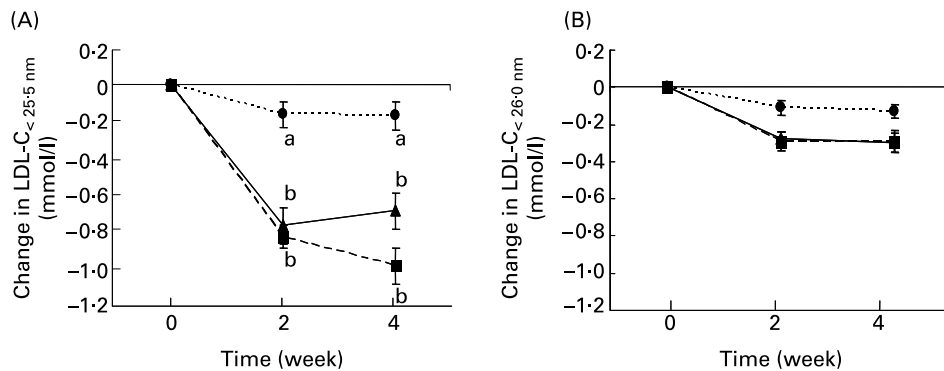 (A)
Change in LDL-C< 25·5 nm
(mmol/l)
0·2
0
−0·2
−0·4
−0·6
−0·8
−1·0
−1·2
a
a
b
b
b
b
0
2
4
Time (week)
(B)
Change in LDL-C< 26·0 nm
(mmol/l)
0·2
0
−0·2
−0·4
−0·6
−0·8
−1·0
−1·2
0
2
4
Time (week)